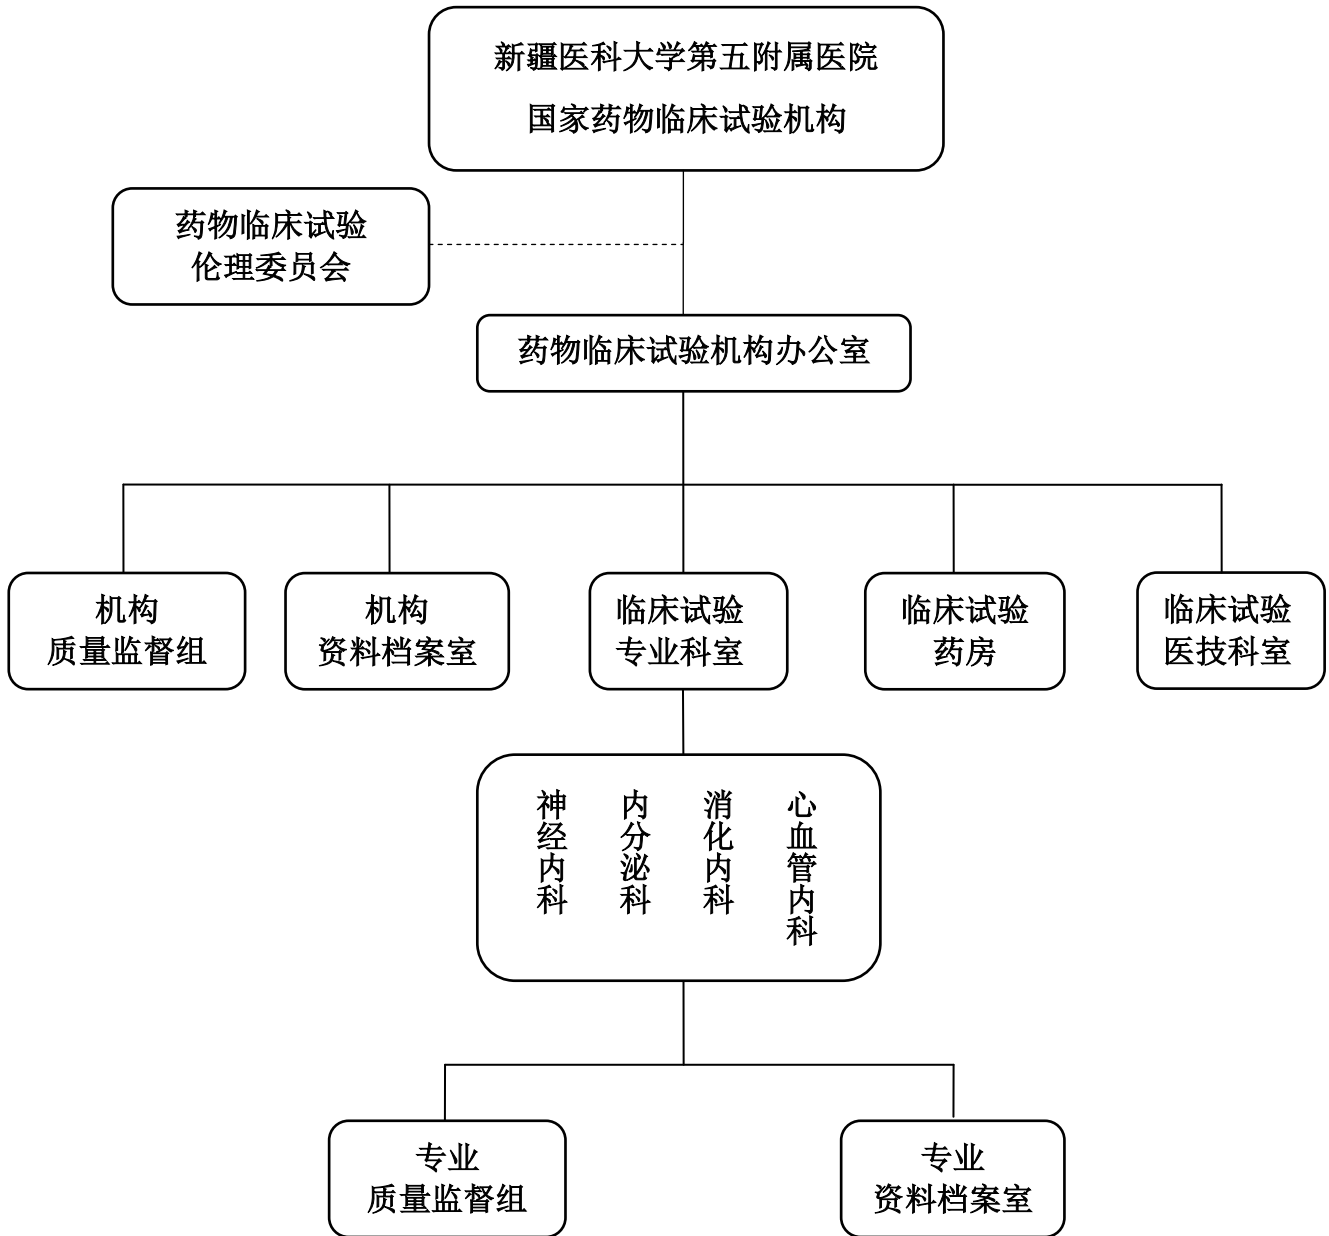 新疆医科大学第五附属医院
国家药物临床试验机构
药物临床试验
伦理委员会
药物临床试验机构办公室
机构
质量监督组
机构
资料档案室
临床试验
专业科室
临床试验
药房
临床试验
医技科室
神经内科
内分泌科
消化内科
心血管内科
专业
质量监督组
专业
资料档案室